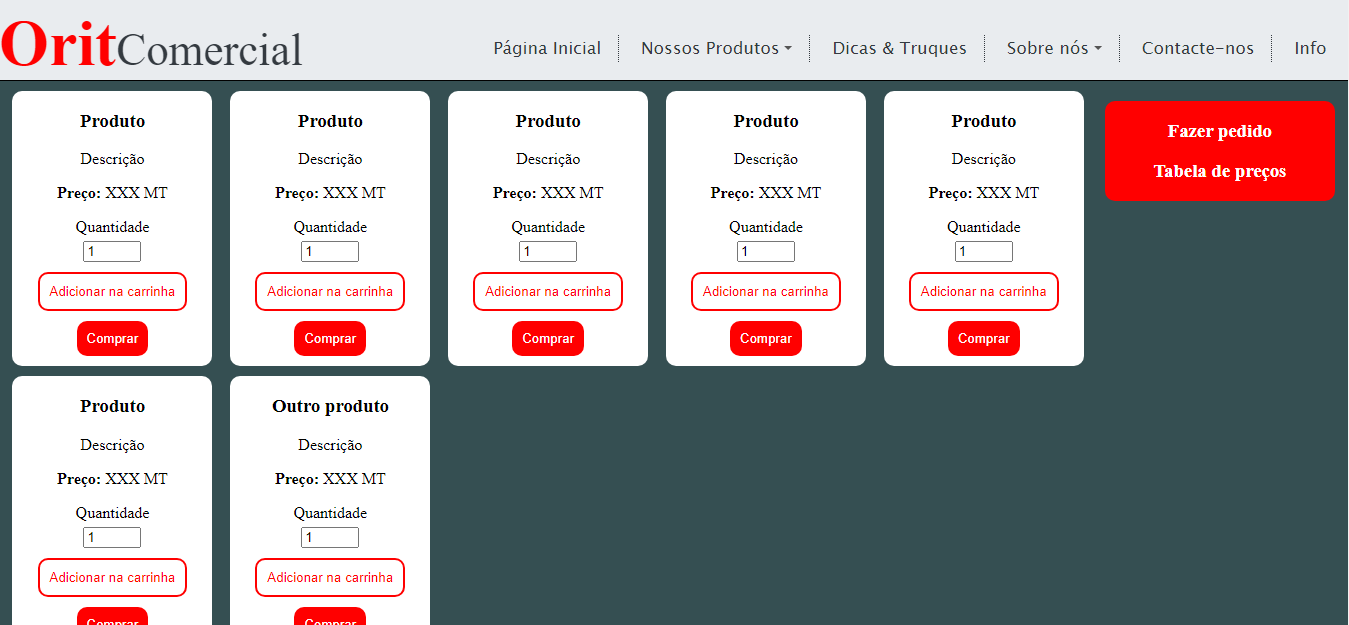 OritComercial
Página Inicial
Nossos Produtos
Dicas & Truques
Sobre nós
Contacte-nos
Info
Produto
Descrição
Preço: XXX MT
Quantidade
1
Adicionar na carrinha
Comprar
Produto
Descrição
Preço: XXX MT
Quantidade
1
Adicionar na carrinha
Comprar
Produto
Descrição
Preço: XXX MT
Quantidade
1
Adicionar na carrinha
Comprar
Produto
Descrição
Preço: XXX MT
Quantidade
1
Adicionar na carrinha
Comprar
Produto
Descrição
Preço: XXX MT
Quantidade
1
Adicionar na carrinha
Comprar
Fazer pedido
Tabela de preços
Produto
Descrição
Preço: XXX MT
Quantidade
1
Adicionar na carrinha
Comprar
Outro produto
Descrição
Preço: XXX MT
Quantidade
1
Adicionar na carrinha
Comprar